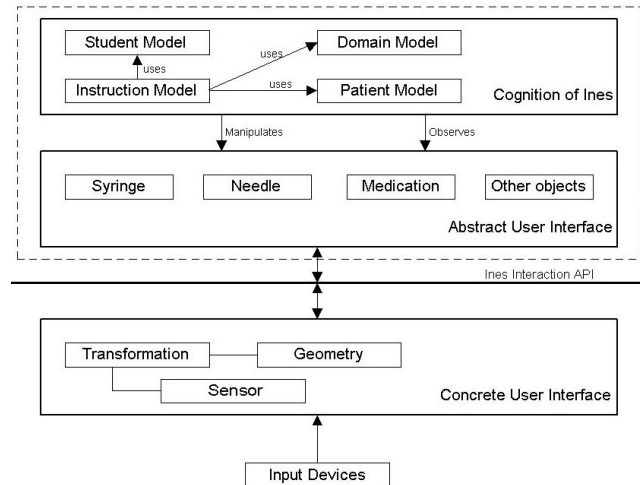 Student Model
Domain Model
uses
uses
Instruction Model
uses
Patient Model
Cognition of Ines
Manipulates
Observes
Syringe
Needle
Medication
Other objects
Abstract User Interface
Ines Interaction API
Transformation
Geometry
Sensor
Concrete User Interface
Input Devices